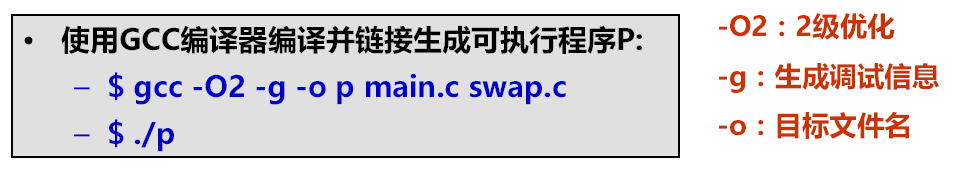 • 使用GCC编译器编译并链接生成可执行程序P:
– $ gcc -O2 -g -o p main.c swap.c
– $ ./p
-O2：2级优化
-g：生成调试信息
-o：目标文件名